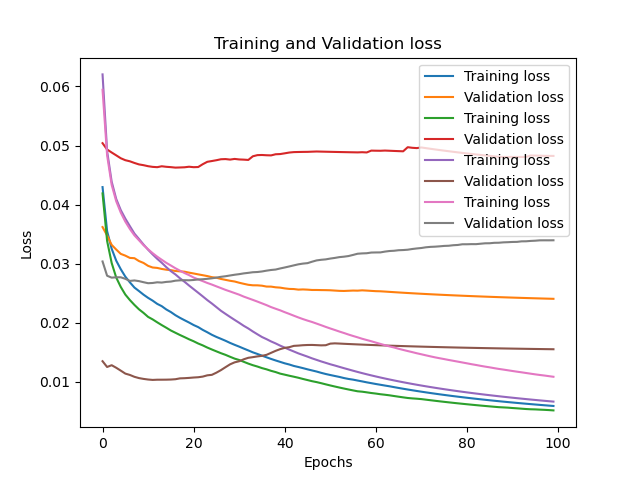 Training and Validation loss
Loss
0.06
0.05
0.04
0.03
0.02
0.01
Training loss
Validation loss
Training loss
Validation loss
Training loss
Validation loss
Training loss
Validation loss
0 20 40 60 80 100
Epochs